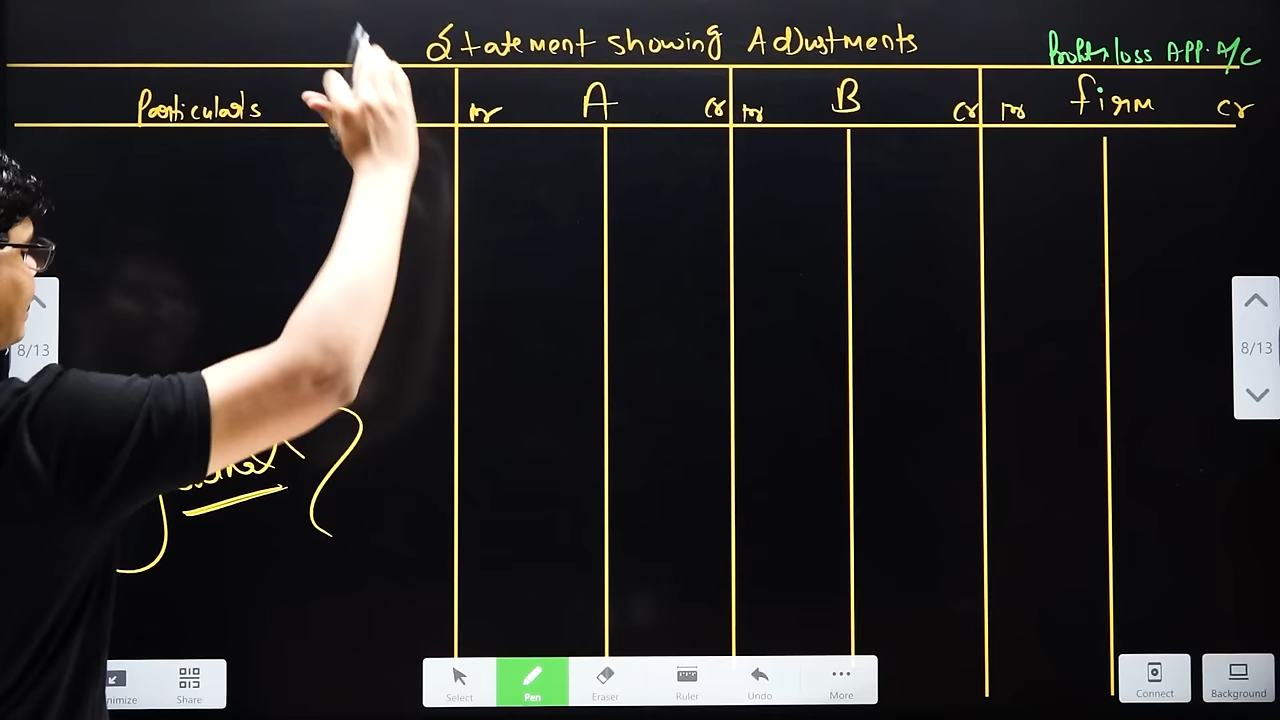 Statement showing Adjustments
Profit & loss APP. A/C
Particulars Dr A Cr Dr B Cr Dr firm Cr
8/13
8/13
Share
Select
Pen
Eraser
Ruler
Undo
More
Connect
Background